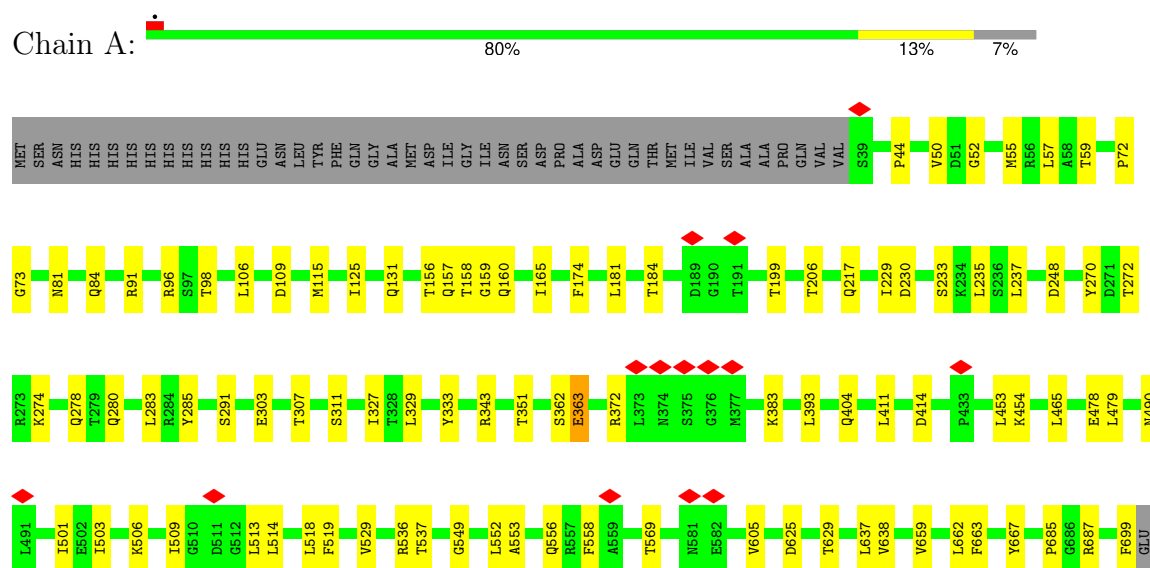 Chain A:
80% 13% 7%
MET SER ASN HIS HIS HIS HIS HIS HIS HIS HIS HIS HIS GLU ASN LEU TYR PHE GLN GLY ALA MET ASP ILE GLY ILE ASN SER ASP PRO ALA ASP GLU GLN THR MET ILE VAL SER ALA ALA PRO GLN VAL VAL S39 P44 V50 D51 G52 M55 R56 L57 A58 T59 P72
G73 N81 Q84 R91 R96 S97 T98 L106 D109 M115 I125 Q131 T156 Q157 T158 G159 Q160 I165 F174 L181 T184 D189 G190 T191 T199 T206 Q217 I229 D230 S233 K234 L235 S236 L237 D248 Y270 D271 T272
R273 K274 Q278 T279 Q280 L283 R284 Y285 S291 E303 T307 S311 I327 T328 L329 Y333 R343 T351 S362 E363 R372 L373 N374 S375 G376 M377 K383 L393 Q404 L411 D414 P433 L453 K454 L465 E478 L479 N490
L491 I501 E502 I503 K506 I509 G510 D511 G512 L513 L514 L518 F519 V529 R536 T537 G549 L552 A553 Q556 R557 F558 A559 T569 N581 E582 V605 D625 T629 L637 V638 V659 L662 F663 Y667 P685 G686 R687 F699 GLU